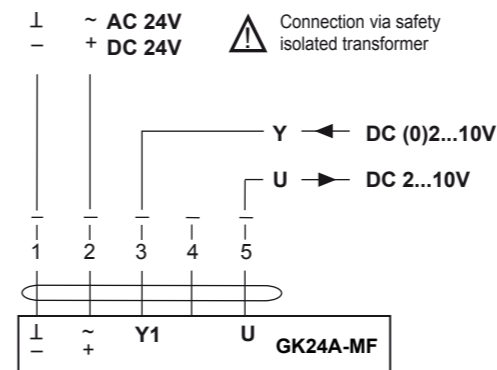 ⊥ ~ AC 24V
– + DC 24V
Connection via safety
isolated transformer
Y DC (0)2...10V
U DC 2...10V
1 2 3 4 5
⊥ ~ Y1 U
– +
GK24A-MF